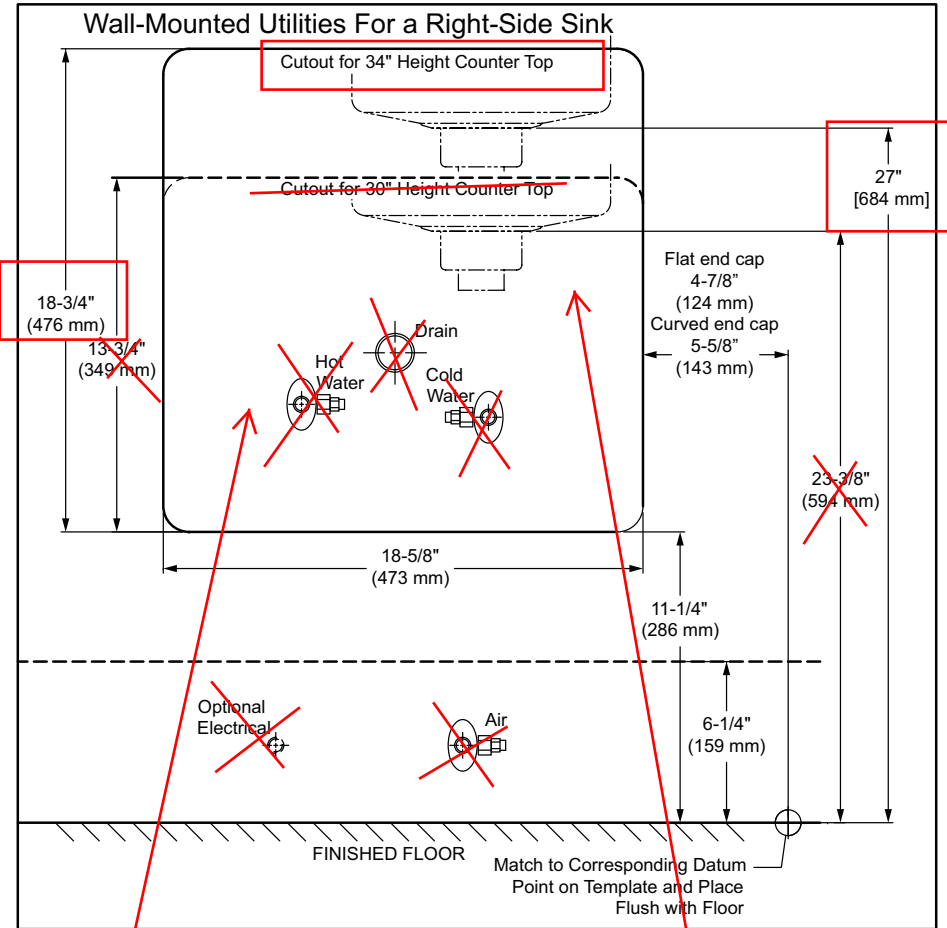 Wall-Mounted Utilities For a Right-Side Sink
Cutout for 34" Height Counter Top
27"
[684 mm]
Cutout for 30" Height Counter Top
Flat end cap
4-7/8”
(124 mm)
Curved end cap
5-5/8”
(143 mm)
18-3/4"
(476 mm)
13-3/4"
(349 mm)
Drain
Hot
Water
Cold
Water
23-3/8"
(594 mm)
18-5/8"
(473 mm)
11-1/4"
(286 mm)
Optional
Electrical
Air
6-1/4"
(159 mm)
FINISHED FLOOR
Match to Corresponding Datum
Point on Template and Place
Flush with Floor